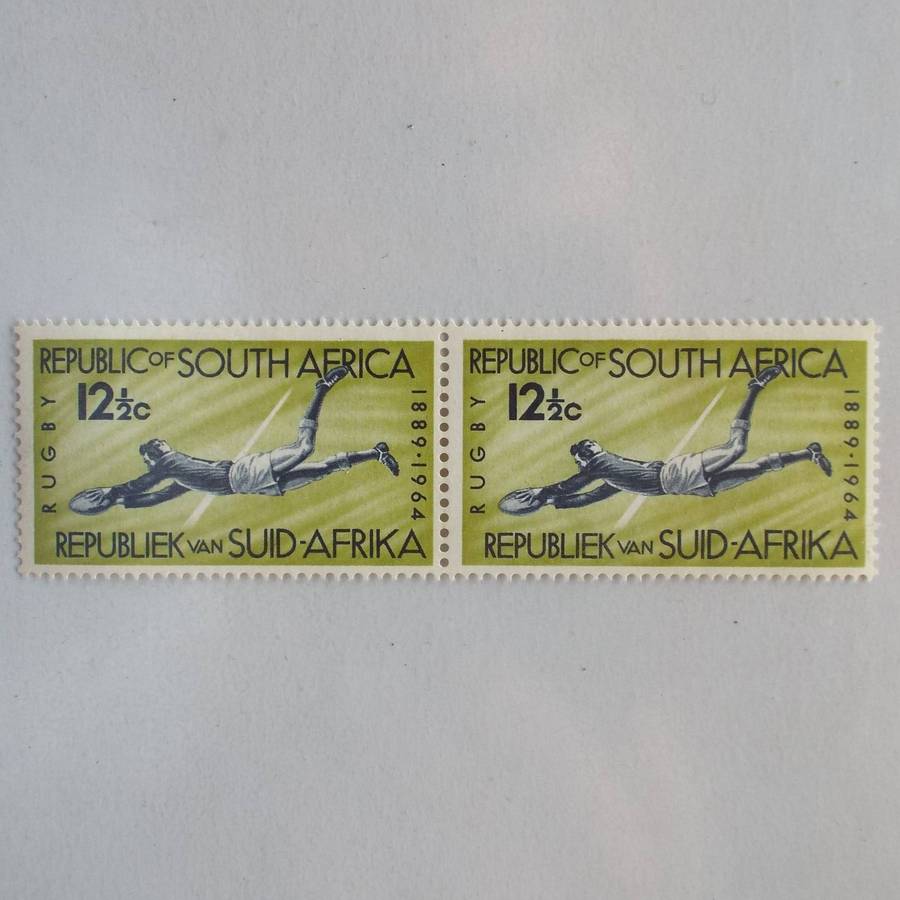 REPUBLIC OF SOUTH AFRICA
12½c
RUGBY
1889·1964
REPUBLIEK VAN SUID-AFRIKA
REPUBLIC OF SOUTH AFRICA
12½c
RUGBY
1889·1964
REPUBLIEK VAN SUID-AFRIKA